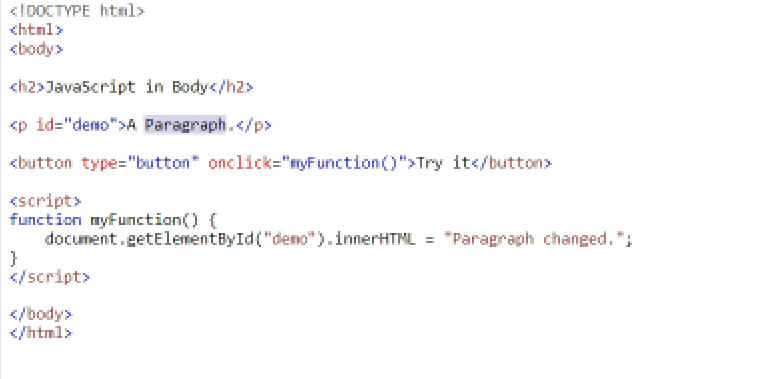 <!DOCTYPE html>
<html>
<body>
<h2>JavaScript in Body</h2>
<p id="demo">A Paragraph.</p>
<button type="button" onclick="myFunction()">Try it</button>
<script>
function myFunction() {
    document.getElementById("demo").innerHTML = "Paragraph changed.";
}
</script>
</body>
</html>